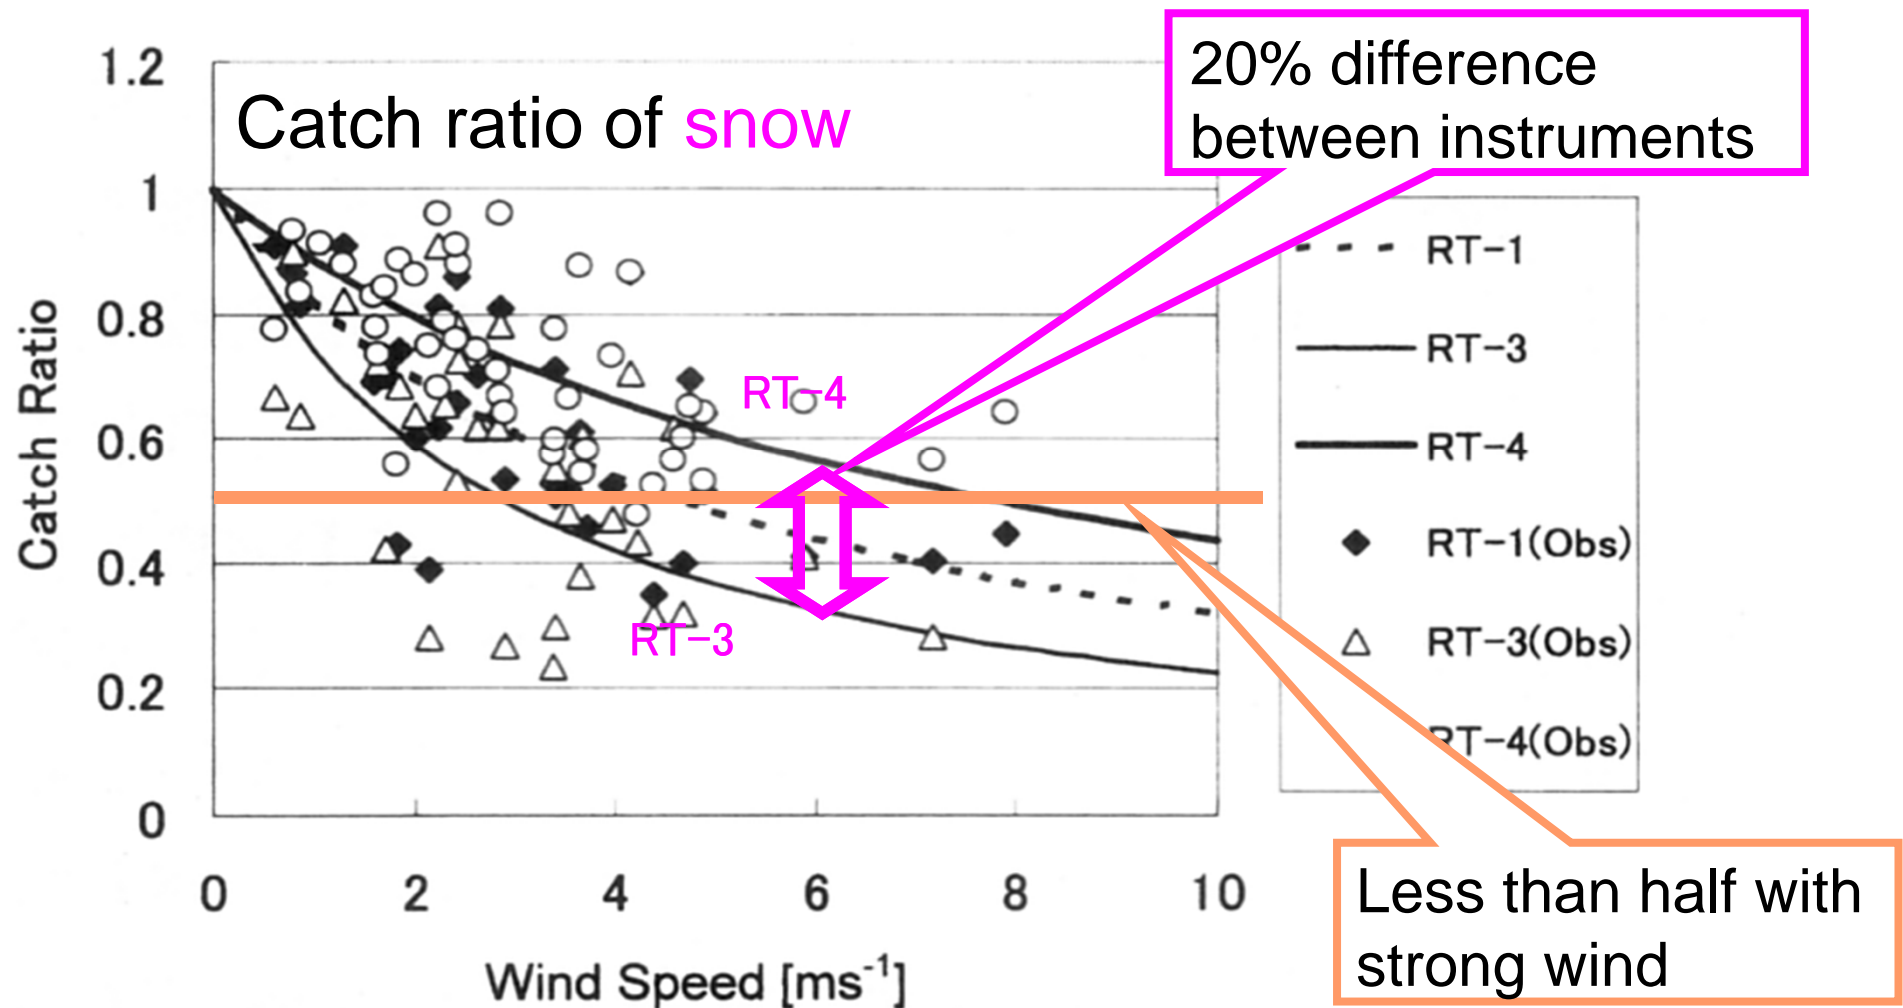 20% difference
between instruments
Catch ratio of snow
1.2
1
0.8
0.6
0.4
0.2
0
Catch Ratio
RT-4
RT-3
RT-1
RT-3
RT-4
RT-1(Obs)
RT-3(Obs)
RT-4(Obs)
0 2 4 6 8 10
Wind Speed [ms⁻¹]
Less than half with
strong wind